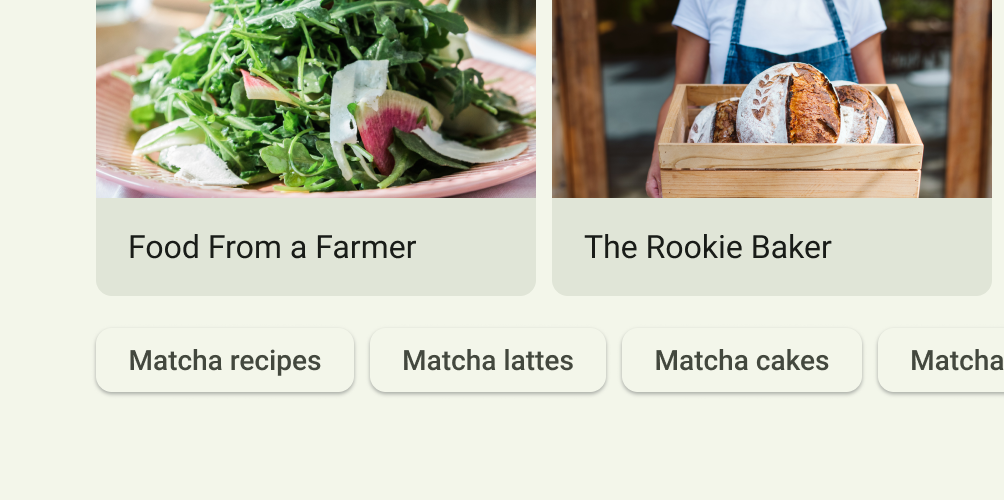 Food From a Farmer
The Rookie Baker
Matcha recipes
Matcha lattes
Matcha cakes
Matcha